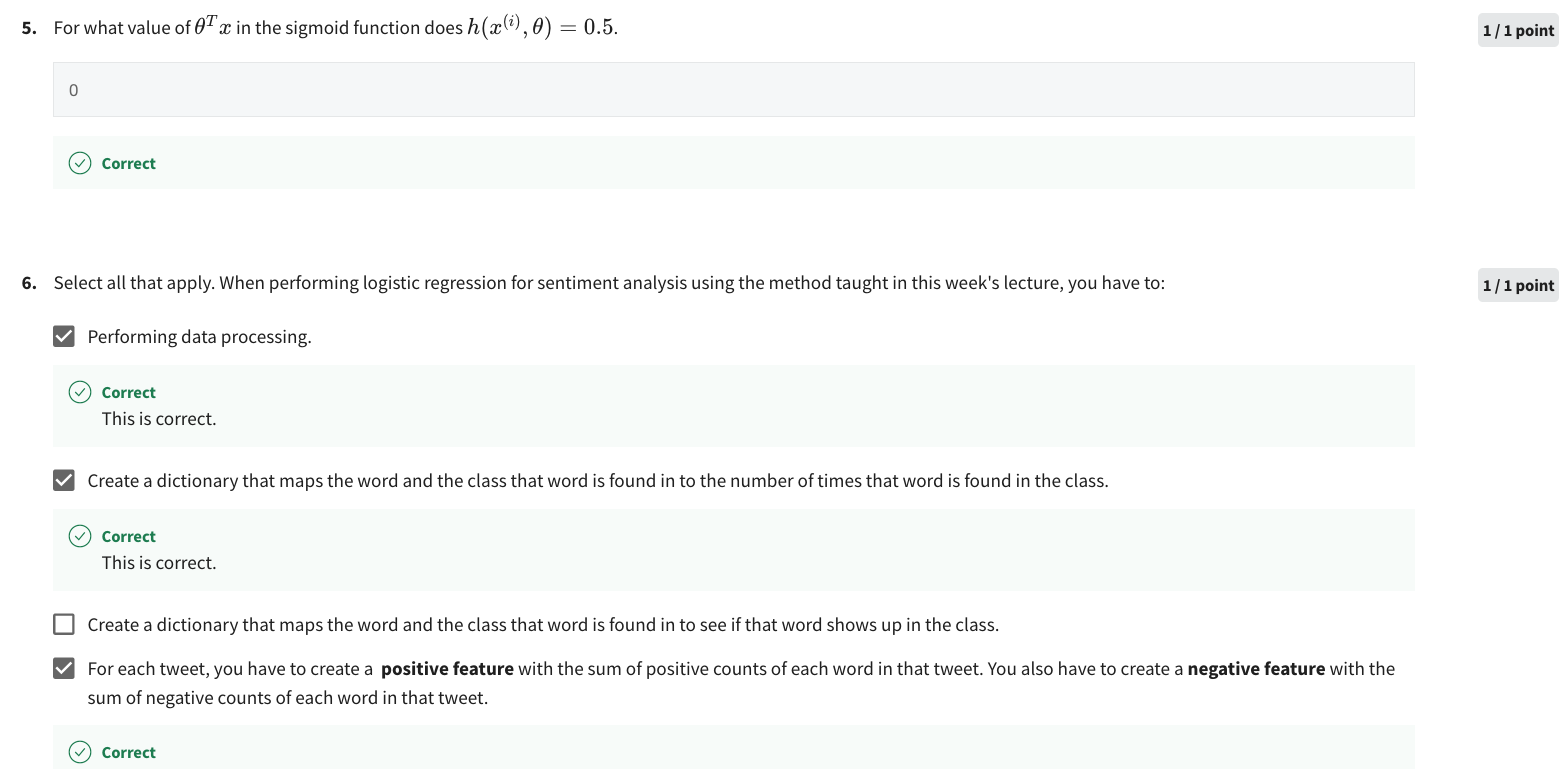 5. For what value of θᵀx in the sigmoid function does h(x⁽ⁱ⁾, θ) = 0.5.
1 / 1 point
0
Correct
6. Select all that apply. When performing logistic regression for sentiment analysis using the method taught in this week's lecture, you have to:
1 / 1 point
Performing data processing.
Correct
This is correct.
Create a dictionary that maps the word and the class that word is found in to the number of times that word is found in the class.
Correct
This is correct.
Create a dictionary that maps the word and the class that word is found in to see if that word shows up in the class.
For each tweet, you have to create a positive feature with the sum of positive counts of each word in that tweet. You also have to create a negative feature with the
sum of negative counts of each word in that tweet.
Correct